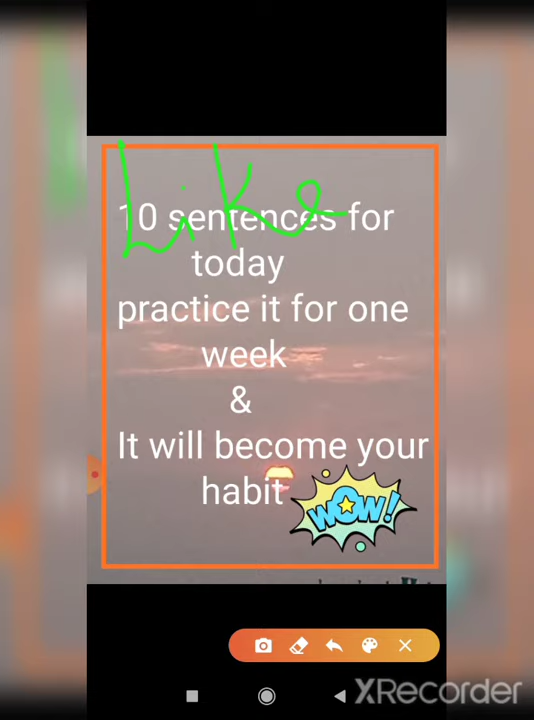 Like
10 sentences for
today
practice it for one
week
&
It will become your
habit
WOW!
XRecorder